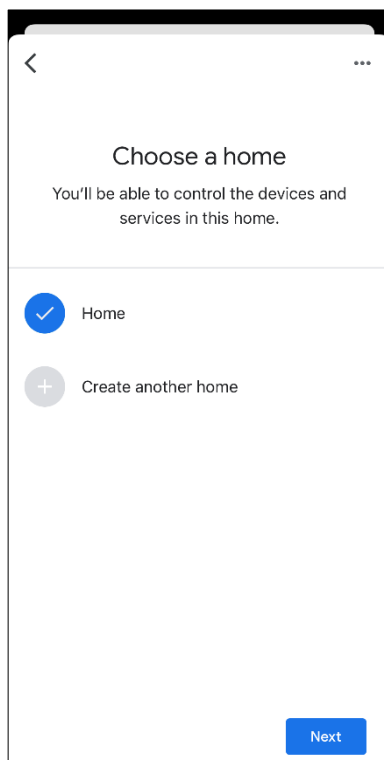 Choose a home
You'll be able to control the devices and
services in this home.
Home
Create another home
Next